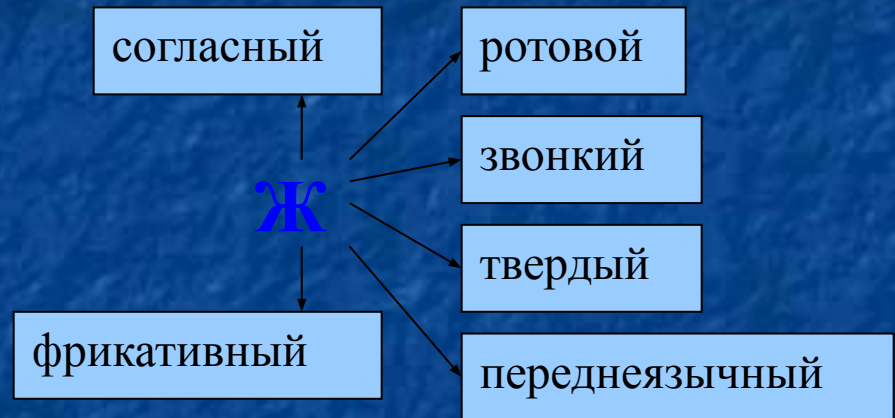 согласный
ротовой
звонкий
Ж
твердый
фрикативный
переднеязычный